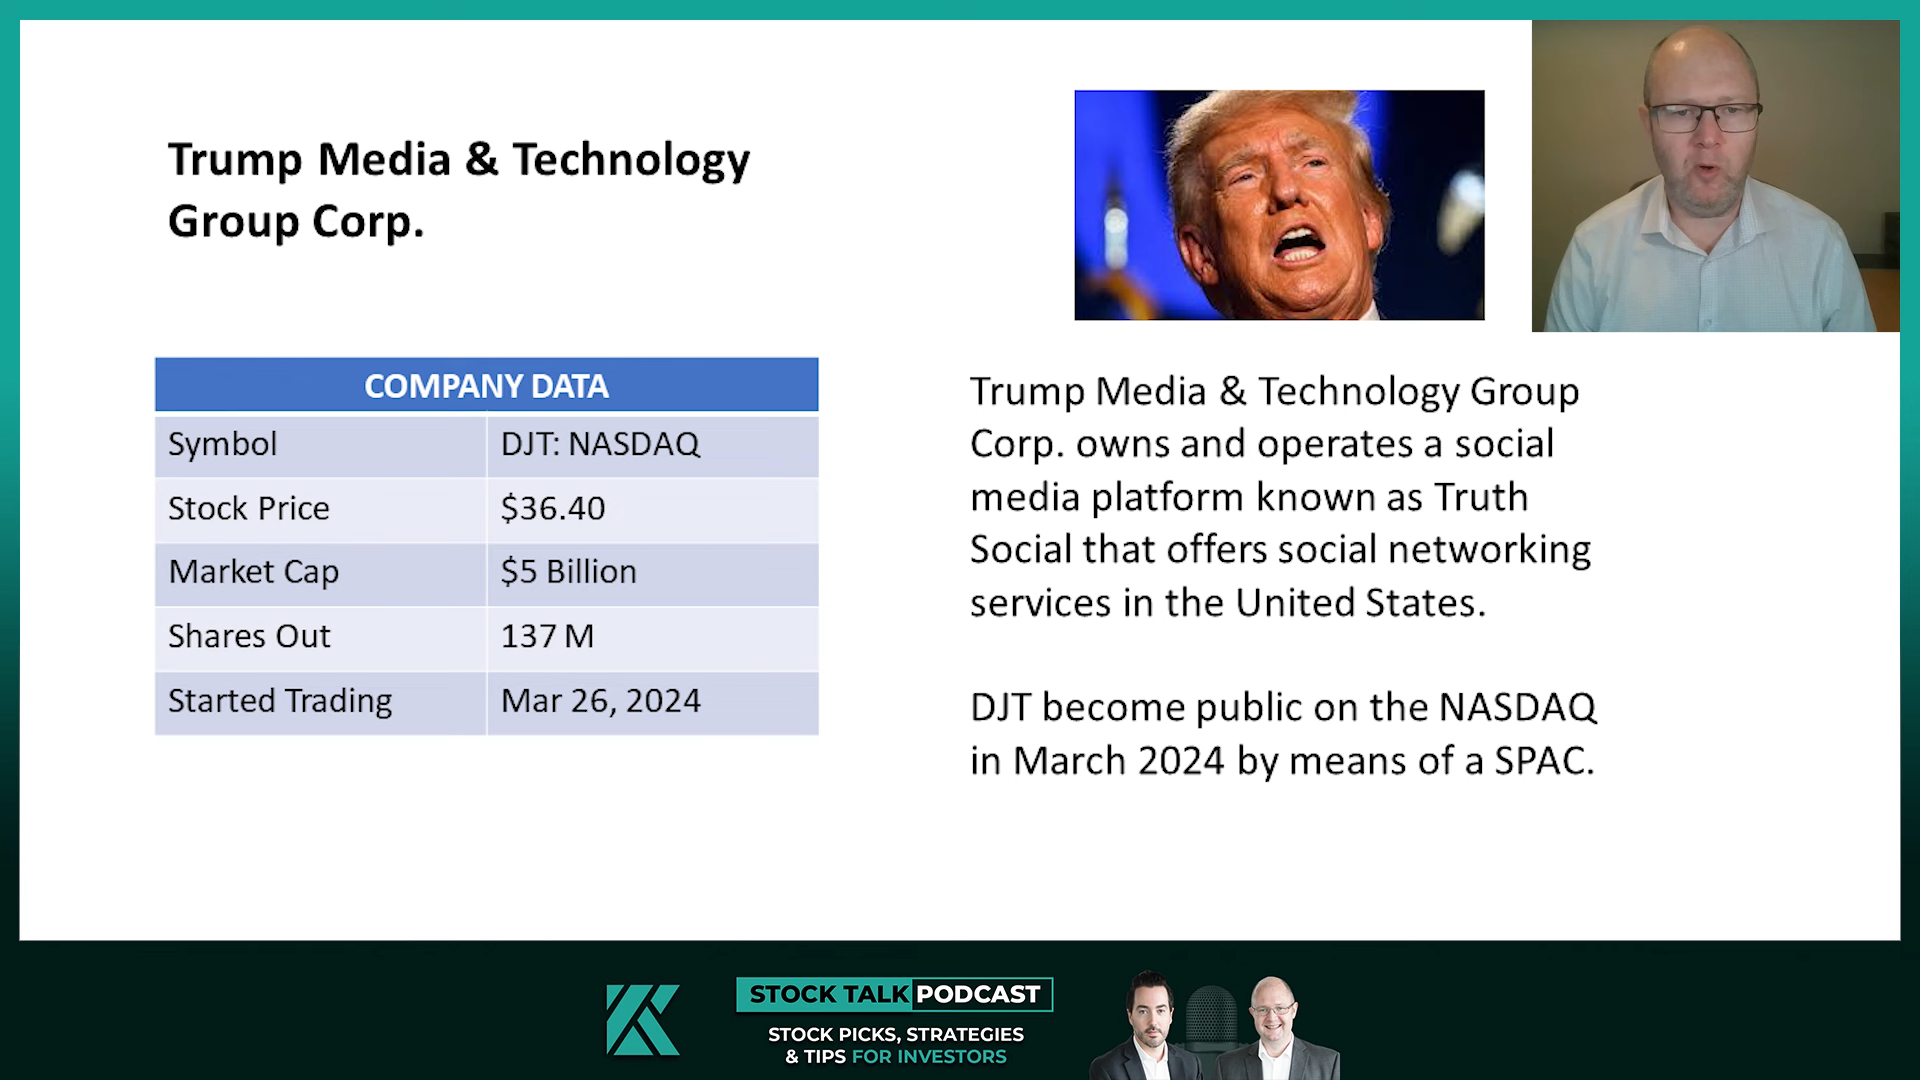 Trump Media & Technology
Group Corp.
COMPANY DATA
Symbol DJT: NASDAQ
Stock Price $36.40
Market Cap $5 Billion
Shares Out 137 M
Started Trading Mar 26, 2024
Trump Media & Technology Group
Corp. owns and operates a social
media platform known as Truth
Social that offers social networking
services in the United States.
DJT become public on the NASDAQ
in March 2024 by means of a SPAC.
STOCK TALK PODCAST
STOCK PICKS, STRATEGIES
& TIPS FOR INVESTORS